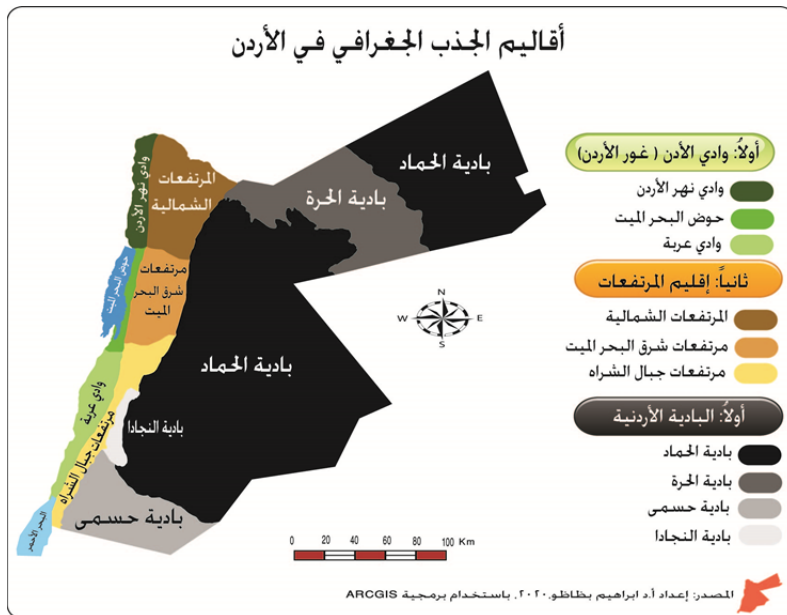 أقاليم الجذب الجغرافي في الأردن
بادية الحماد
بادية الحرة
المرتفعات
الشمالية
وادي نهر الأردن
حوض البحر الميت
مرتفعات
شرق البحر
الميت
بادية الحماد
وادي عربة
بادية النجادا
مرتفعات جبال الشراه
بادية حسمى
البحر الأحمر
N
W E
S
0 20 40 60 80 100 Km
أولاً: وادي الأدن ( غور الأردن)
وادي نهر الأردن
حوض البحر الميت
وادي عربة
ثانياً: إقليم المرتفعات
المرتفعات الشمالية
مرتفعات شرق البحر الميت
مرتفعات جبال الشراه
أولاً: البادية الأردنية
بادية الحماد
بادية الحرة
بادية حسمى
بادية النجادا
المصدر: إعداد أ.د ابراهيم بظاظو، ٢٠٢٠، باستخدام برمجية ARCGIS